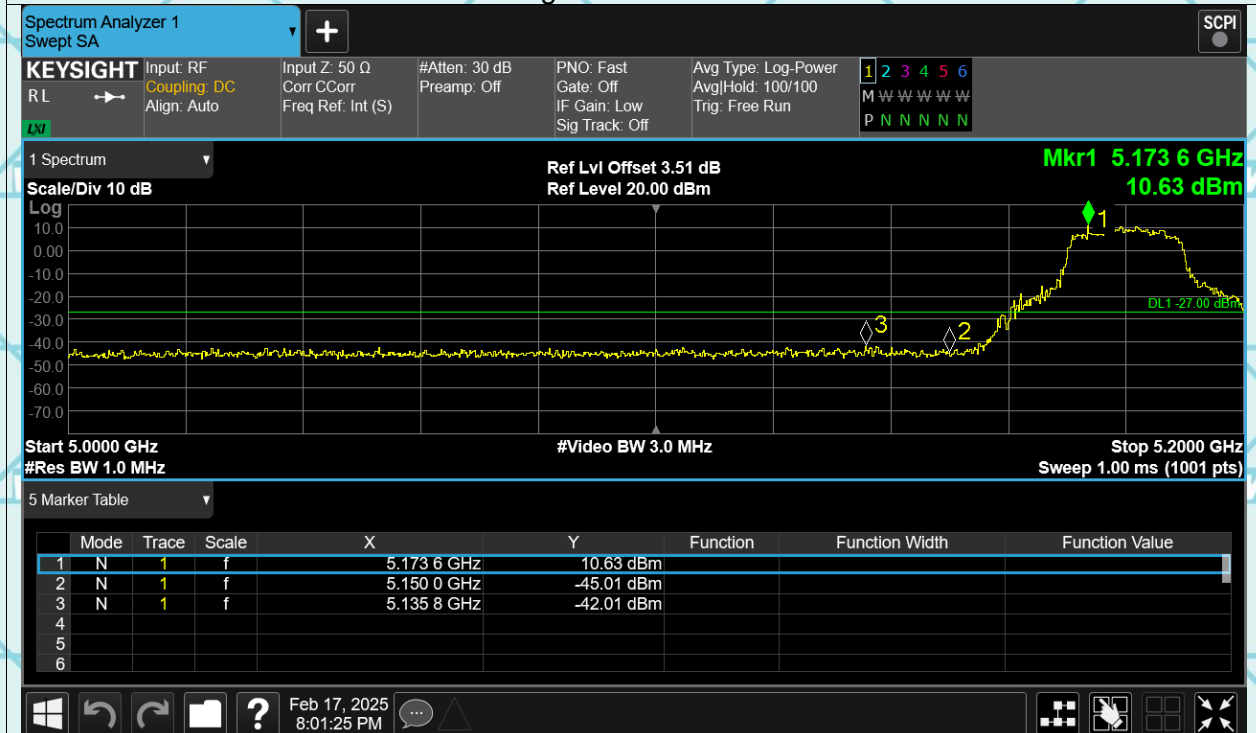 Spectrum Analyzer 1
Swept SA
+
SCPI
KEYSIGHT
RL
LXI
Input: RF
Coupling: DC
Align: Auto
Input Z: 50 Ω
Corr CCorr
Freq Ref: Int (S)
#Atten: 30 dB
Preamp: Off
PNO: Fast
Gate: Off
IF Gain: Low
Sig Track: Off
Avg Type: Log-Power
Avg|Hold: 100/100
Trig: Free Run
1 2 3 4 5 6
M W W W W W
P N N N N N
1 Spectrum
Scale/Div 10 dB
Ref Lvl Offset 3.51 dB
Ref Level 20.00 dBm
Mkr1 5.173 6 GHz
10.63 dBm
Log
10.0
0.00
-10.0
-20.0
-30.0
-40.0
-50.0
-60.0
-70.0
1
DL1 -27.00 dBm
3
2
Start 5.0000 GHz
#Video BW 3.0 MHz
Stop 5.2000 GHz
#Res BW 1.0 MHz
Sweep 1.00 ms (1001 pts)
5 Marker Table
Mode Trace Scale X Y Function Function Width Function Value
1 N 1 f 5.173 6 GHz 10.63 dBm
2 N 1 f 5.150 0 GHz -45.01 dBm
3 N 1 f 5.135 8 GHz -42.01 dBm
4
5
6
?
Feb 17, 2025
8:01:25 PM